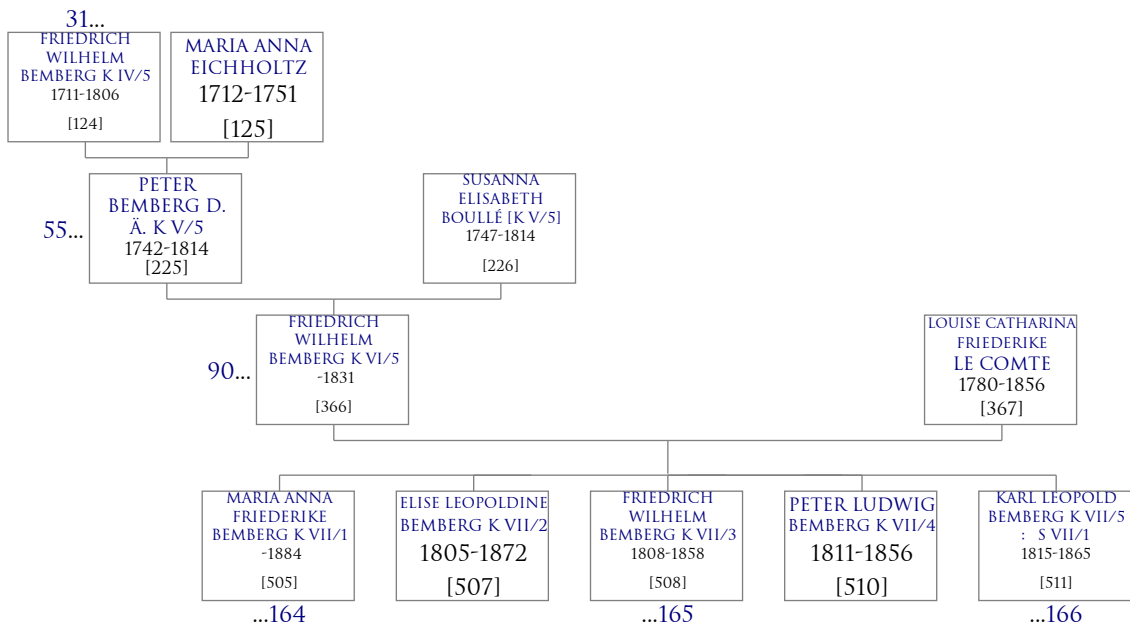 31...
FRIEDRICH
WILHELM
BEMBERG K IV/5
1711-1806
[124]
MARIA ANNA
EICHHOLTZ
1712-1751
[125]
55...
PETER
BEMBERG D.
Ä. K V/5
1742-1814
[225]
SUSANNA
ELISABETH
BOULLÉ [K V/5]
1747-1814
[226]
90...
FRIEDRICH
WILHELM
BEMBERG K VI/5
-1831
[366]
LOUISE CATHARINA
FRIEDERIKE
LE COMTE
1780-1856
[367]
MARIA ANNA
FRIEDERIKE
BEMBERG K VII/1
-1884
[505]
...164
ELISE LEOPOLDINE
BEMBERG K VII/2
1805-1872
[507]
FRIEDRICH
WILHELM
BEMBERG K VII/3
1808-1858
[508]
...165
PETER LUDWIG
BEMBERG K VII/4
1811-1856
[510]
KARL LEOPOLD
BEMBERG K VII/5
: S VII/1
1815-1865
[511]
...166